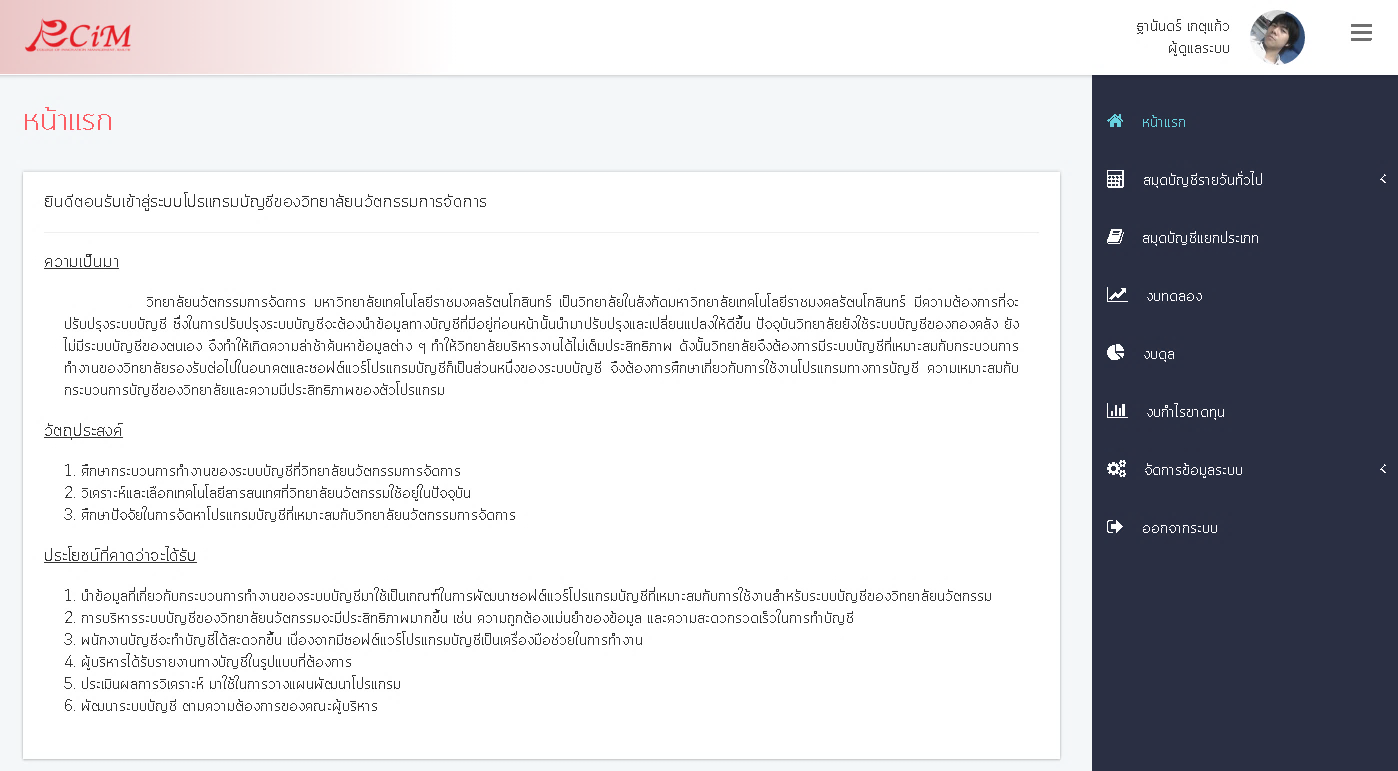 RCiM
ฐานันดร์ เกตุแก้ว
ผู้ดูแลระบบ
หน้าแรก
ยินดีตอนรับเข้าสู่ระบบโปรแกรมบัญชีของวิทยาลัยนวัตกรรมการจัดการ
ความเป็นมา
วิทยาลัยนวัตกรรมการจัดการ มหาวิทยาลัยเทคโนโลยีราชมงคลรัตนโกสินทร์ เป็นวิทยาลัยในสังกัดมหาวิทยาลัยเทคโนโลยีราชมงคลรัตนโกสินทร์ มีความต้องการที่จะ
ปรับปรุงระบบบัญชี ซึ่งในการปรับปรุงระบบบัญชีจะต้องนำข้อมูลทางบัญชีที่มีอยู่ก่อนหน้านั้นนำมาปรับปรุงและเปลี่ยนแปลงให้ดีขึ้น ปัจจุบันวิทยาลัยยังใช้ระบบบัญชีของกองคลัง ยัง
ไม่มีระบบบัญชีของตนเอง จึงทำให้เกิดความล่าช้าค้นหาข้อมูลต่าง ๆ ทำให้วิทยาลัยบริหารงานได้ไม่เต็มประสิทธิภาพ ดังนั้นวิทยาลัยจึงต้องการมีระบบบัญชีที่เหมาะสมกับกระบวนการ
ทำงานของวิทยาลัยรองรับต่อไปในอนาคตและซอฟต์แวร์โปรแกรมบัญชีก็เป็นส่วนหนึ่งของระบบบัญชี จึงต้องการศึกษาเกี่ยวกับการใช้งานโปรแกรมทางการบัญชี ความเหมาะสมกับ
กระบวนการบัญชีของวิทยาลัยและความมีประสิทธิภาพของตัวโปรแกรม
วัตถุประสงค์
1. ศึกษากระบวนการทำงานของระบบบัญชีที่วิทยาลัยนวัตกรรมการจัดการ
2. วิเคราะห์และเลือกเทคโนโลยีสารสนเทศที่วิทยาลัยนวัตกรรมใช้อยู่ในปัจจุบัน
3. ศึกษาปัจจัยในการจัดหาโปรแกรมบัญชีที่เหมาะสมกับวิทยาลัยนวัตกรรมการจัดการ
ประโยชน์ที่คาดว่าจะได้รับ
1. นำข้อมูลที่เกี่ยวกับกระบวนการทำงานของระบบบัญชีมาใช้เป็นเกณฑ์ในการพัฒนาซอฟต์แวร์โปรแกรมบัญชีที่เหมาะสมกับการใช้งานสำหรับระบบบัญชีของวิทยาลัยนวัตกรรม
2. การบริหารระบบบัญชีของวิทยาลัยนวัตกรรมจะมีประสิทธิภาพมากขึ้น เช่น ความถูกต้องแม่นยำของข้อมูล และความสะดวกรวดเร็วในการทำบัญชี
3. พนักงานบัญชีจะทำบัญชีได้สะดวกขึ้น เนื่องจากมีซอฟต์แวร์โปรแกรมบัญชีเป็นเครื่องมือช่วยในการทำงาน
4. ผู้บริหารได้รับรายงานทางบัญชีในรูปแบบที่ต้องการ
5. ประเมินผลการวิเคราะห์ มาใช้ในการวางแผนพัฒนาโปรแกรม
6. พัฒนาระบบบัญชี ตามความต้องการของคณะผู้บริหาร
หน้าแรก
สมุดบัญชีรายวันทั่วไป
สมุดบัญชีแยกประเภท
งบทดลอง
งบดุล
งบกำไรขาดทุน
จัดการข้อมูลระบบ
ออกจากระบบ